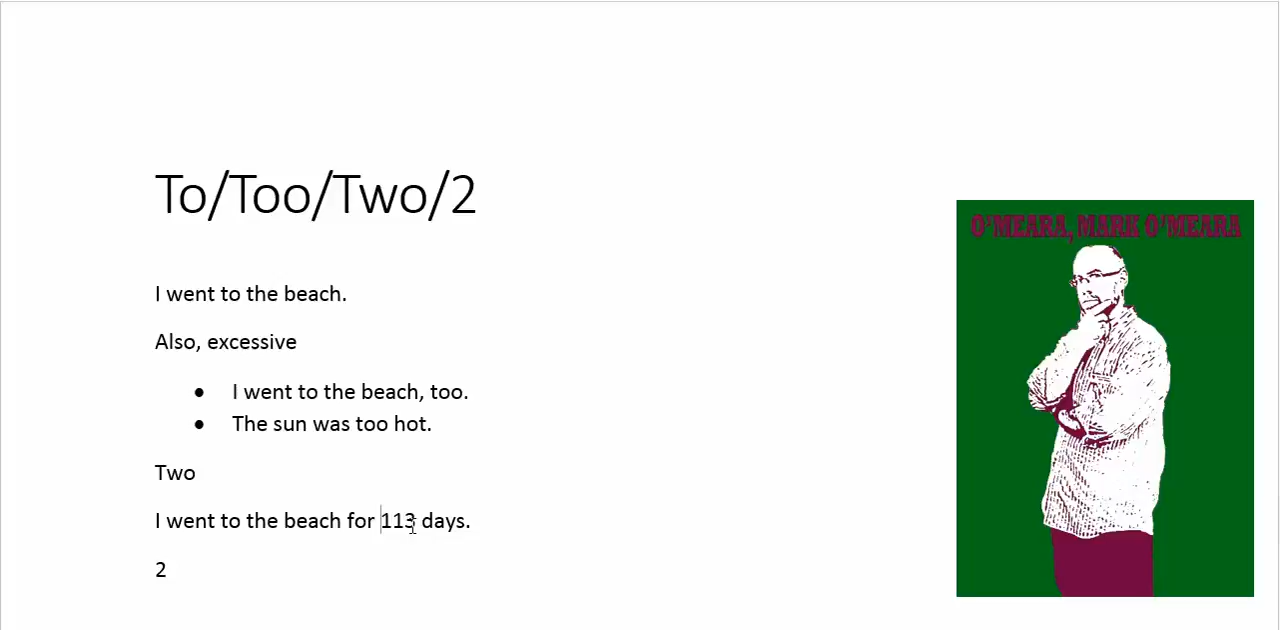 To/Too/Two/2
O'MEARA, MARK O'MEARA
I went to the beach.
Also, excessive
• I went to the beach, too.
• The sun was too hot.
Two
I went to the beach for 113 days.
2